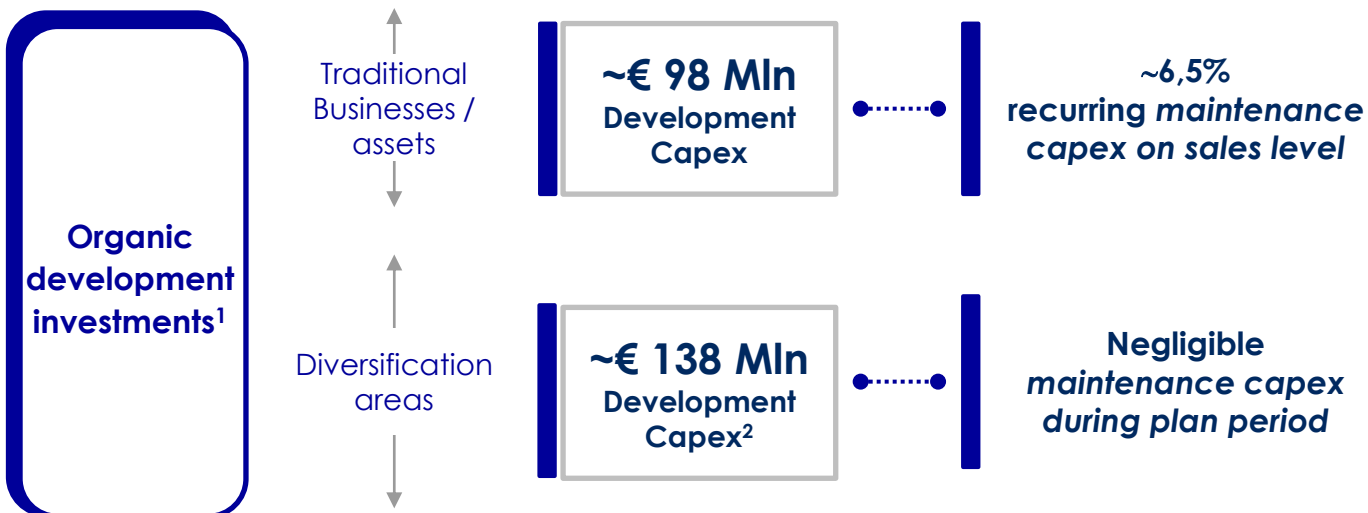 Organic
development
investments¹
Traditional
Businesses /
assets
~€ 98 Mln
Development
Capex
~6,5%
recurring maintenance
capex on sales level
Diversification
areas
~€ 138 Mln
Development
Capex²
Negligible
maintenance capex
during plan period